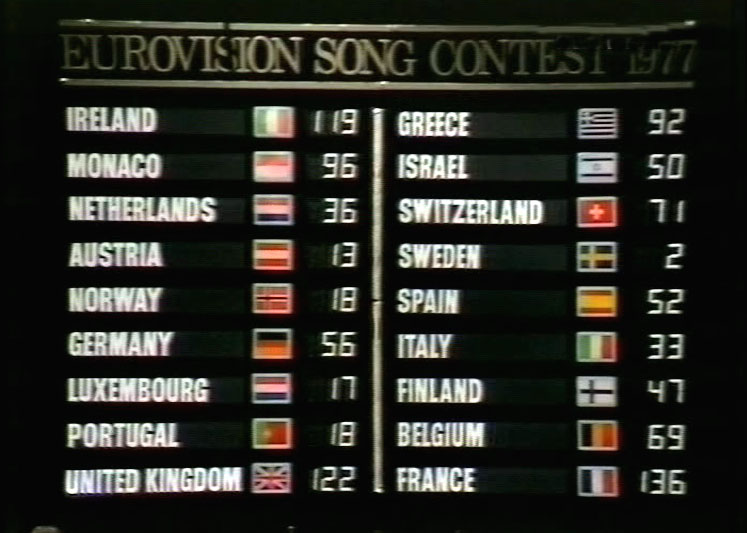 EUROVISION SONG CONTEST 1977
IRELAND 119
MONACO 96
NETHERLANDS 36
AUSTRIA 13
NORWAY 18
GERMANY 56
LUXEMBOURG 17
PORTUGAL 18
UNITED KINGDOM 122
GREECE 92
ISRAEL 50
SWITZERLAND 71
SWEDEN 2
SPAIN 52
ITALY 33
FINLAND 47
BELGIUM 69
FRANCE 136